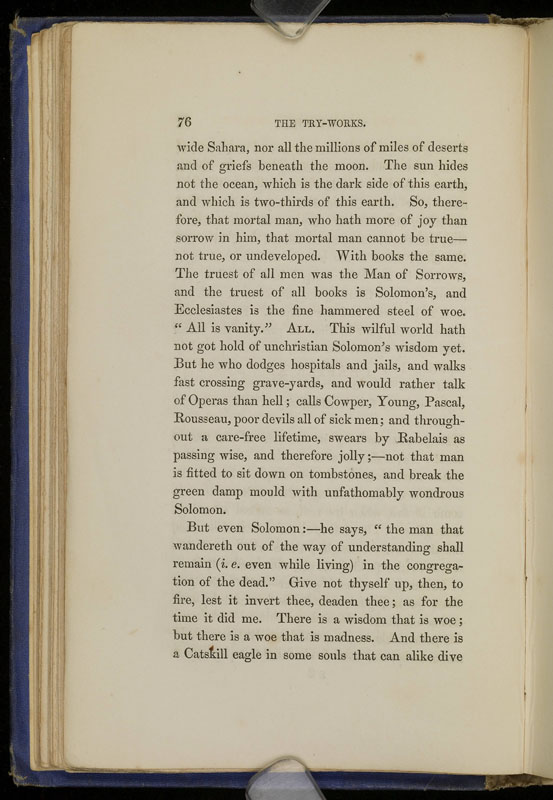 76 THE TRY-WORKS.
wide Sahara, nor all the millions of miles of deserts
and of griefs beneath the moon. The sun hides
not the ocean, which is the dark side of this earth,
and which is two-thirds of this earth. So, there-
fore, that mortal man, who hath more of joy than
sorrow in him, that mortal man cannot be true—
not true, or undeveloped. With books the same.
The truest of all men was the Man of Sorrows,
and the truest of all books is Solomon's, and
Ecclesiastes is the fine hammered steel of woe.
“ All is vanity.” ALL. This wilful world hath
not got hold of unchristian Solomon's wisdom yet.
But he who dodges hospitals and jails, and walks
fast crossing grave-yards, and would rather talk
of Operas than hell ; calls Cowper, Young, Pascal,
Rousseau, poor devils all of sick men; and through-
out a care-free lifetime, swears by Rabelais as
passing wise, and therefore jolly ;—not that man
is fitted to sit down on tombstones, and break the
green damp mould with unfathomably wondrous
Solomon.
But even Solomon :—he says, “ the man that
wandereth out of the way of understanding shall
remain (i. e. even while living) in the congrega-
tion of the dead.” Give not thyself up, then, to
fire, lest it invert thee, deaden thee ; as for the
time it did me. There is a wisdom that is woe ;
but there is a woe that is madness. And there is
a Catskill eagle in some souls that can alike dive